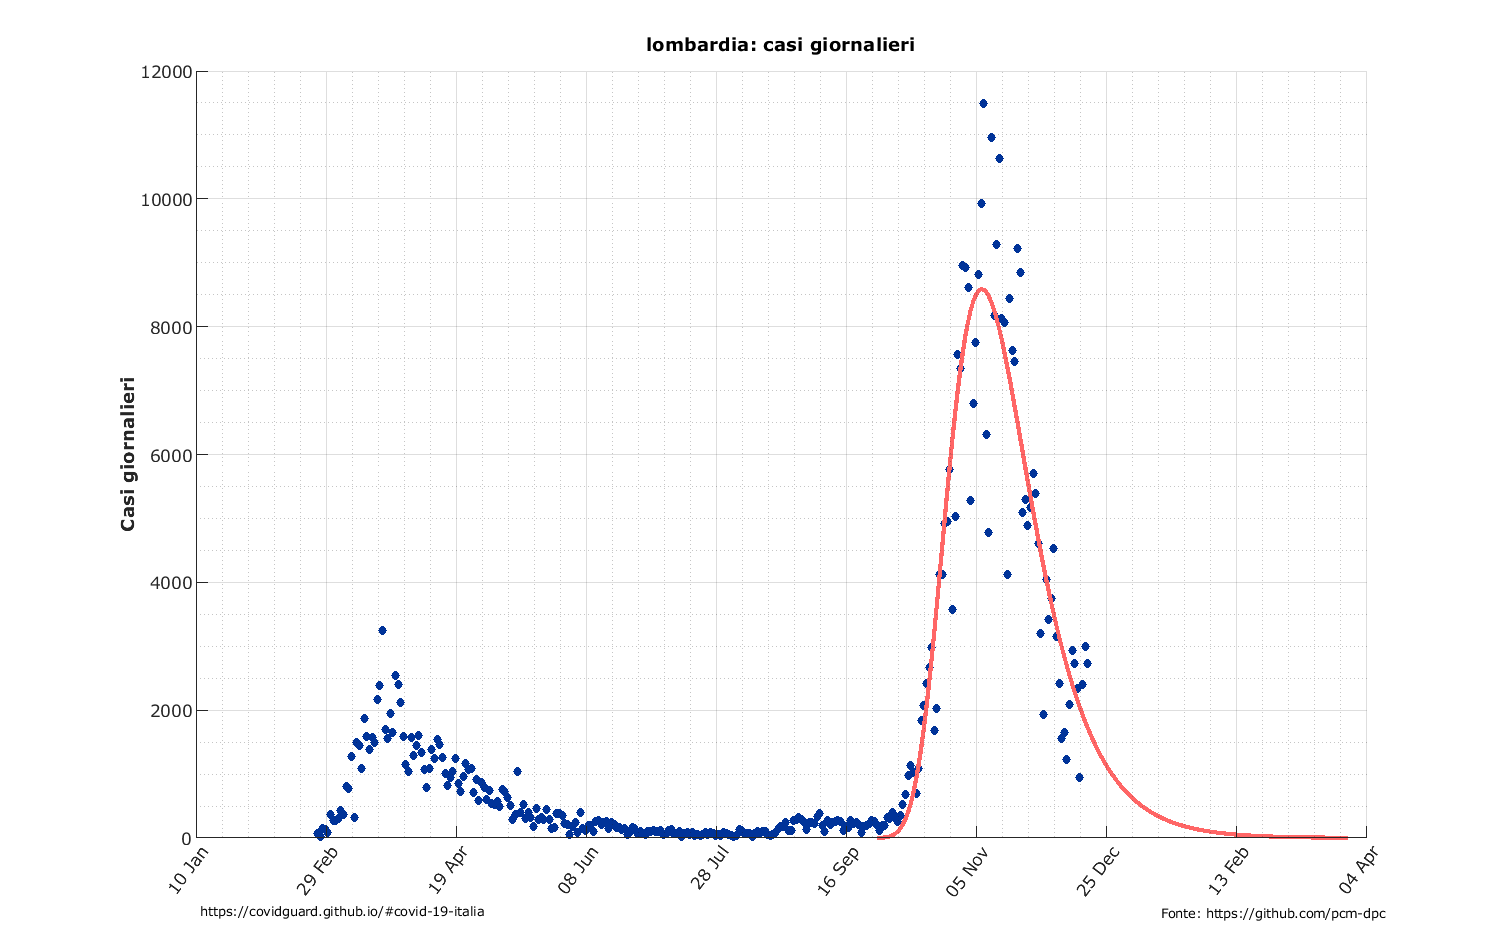 lombardia: casi giornalieri
12000
10000
8000
6000
4000
2000
0
Casi giornalieri
10 Jan
29 Feb
19 Apr
08 Jun
28 Jul
16 Sep
05 Nov
25 Dec
13 Feb
04 Apr
https://covidguard.github.io/#covid-19-italia
Fonte: https://github.com/pcm-dpc